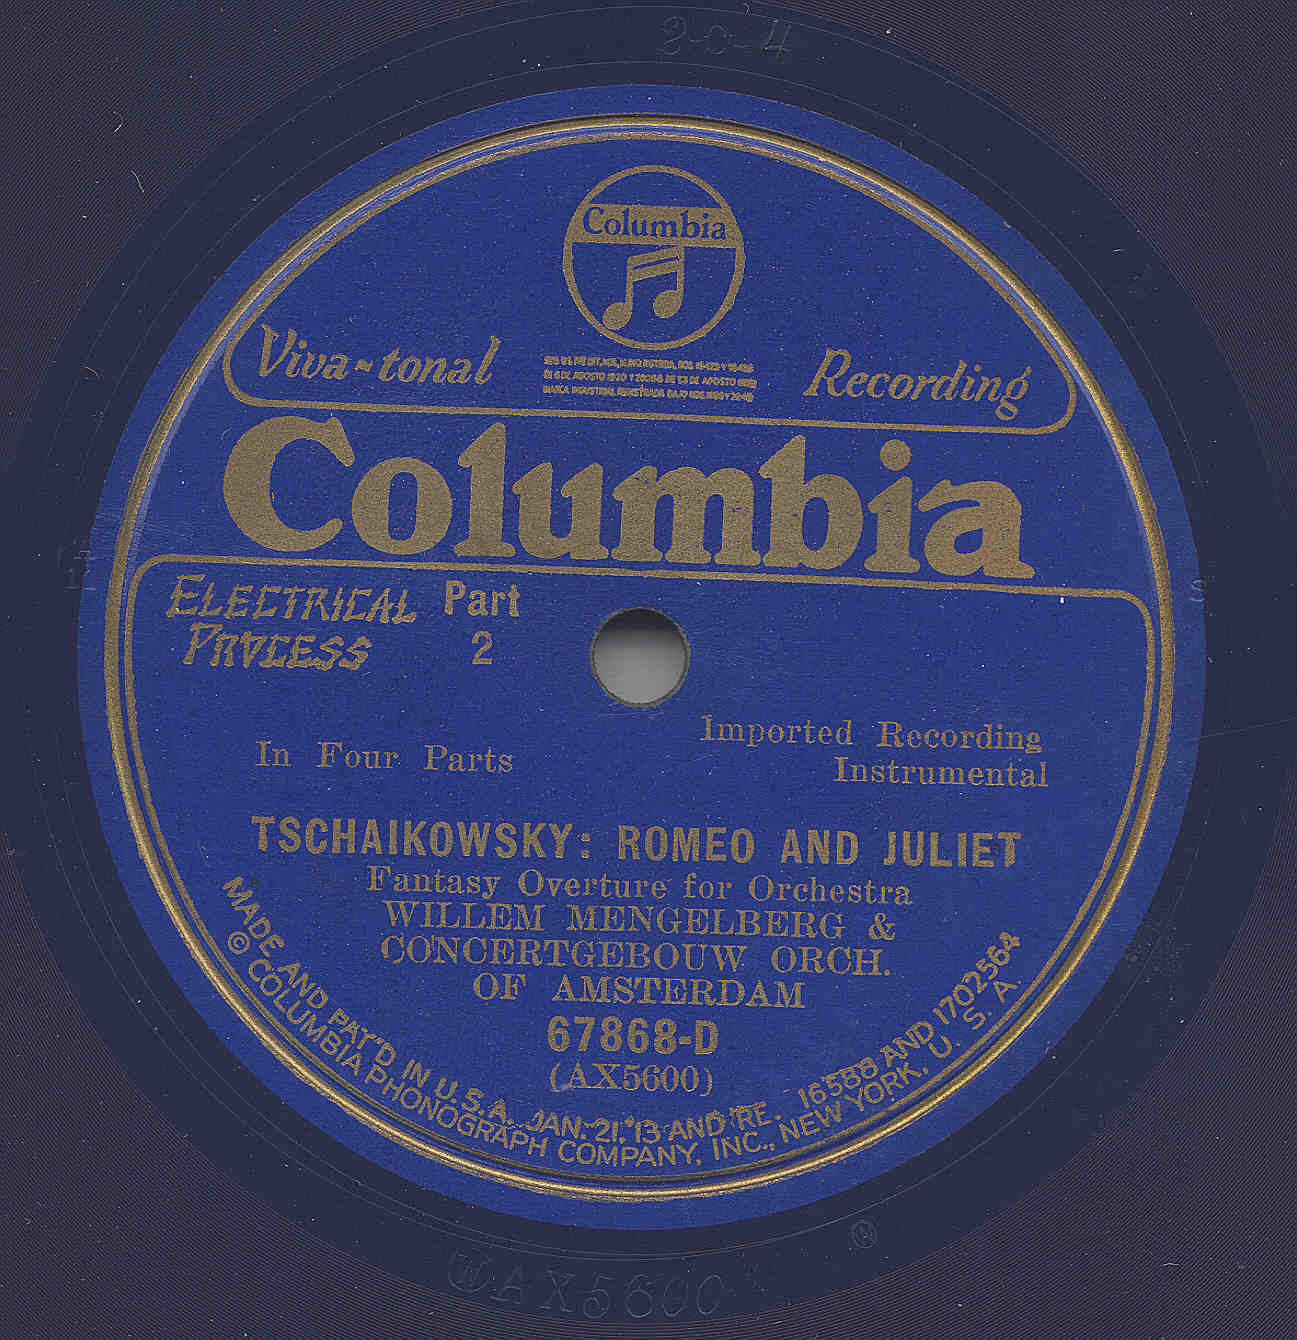 3-0-4
Columbia
Viva-tonal
Recording
Columbia
ELECTRICAL
PROCESS
Part
2
In Four Parts
Imported Recording
Instrumental
TSCHAIKOWSKY: ROMEO AND JULIET
Fantasy Overture for Orchestra
WILLEM MENGELBERG &
CONCERTGEBOUW ORCH.
OF AMSTERDAM
67868-D
(AX5600)
MADE AND PAT'D IN U.S.A. JAN. 21, '13 AND RE. 16588 AND 1702564
© COLUMBIA PHONOGRAPH COMPANY, INC., NEW YORK, U. S. A.
WAX5600